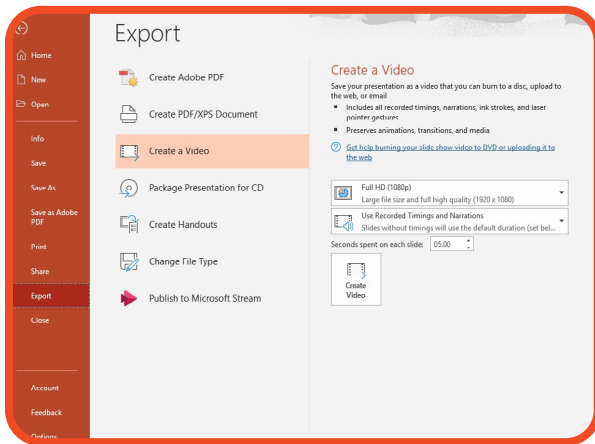 Export
Home
New
Open
Info
Save
Save As
Save as Adobe
PDF
Print
Share
Export
Close
Account
Feedback
Options
Create Adobe PDF
Create PDF/XPS Document
Create a Video
Package Presentation for CD
Create Handouts
Change File Type
Publish to Microsoft Stream
Create a Video
Save your presentation as a video that you can burn to a disc, upload to
the web, or email
▪ Includes all recorded timings, narrations, ink strokes, and laser
pointer gestures
▪ Preserves animations, transitions, and media
Get help burning your slide show video to DVD or uploading it to
the web
Full HD (1080p)
Large file size and full high quality (1920 x 1080)
Use Recorded Timings and Narrations
Slides without timings will use the default duration (set bel...
Seconds spent on each slide: 05.00
Create
Video